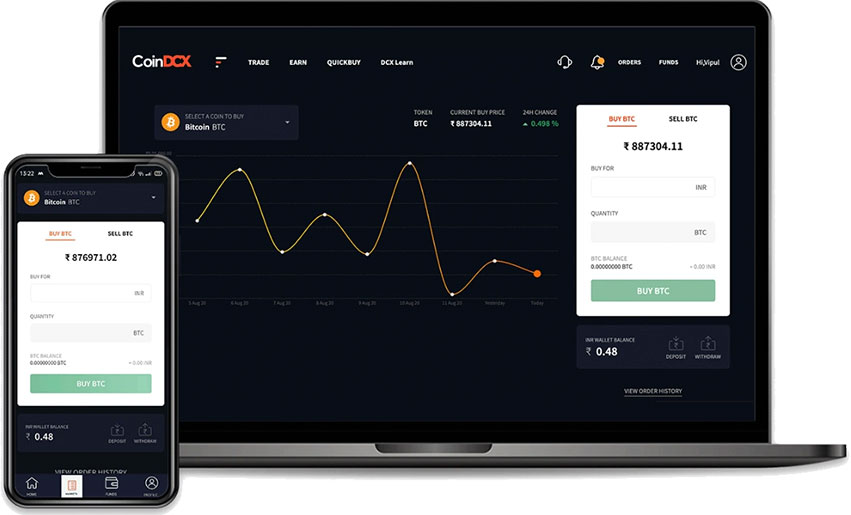 CoinDCX
TRADE
EARN
QUICKBUY
DCX Learn
ORDERS
FUNDS
Hi,Vipul
SELECT A COIN TO BUY
Bitcoin BTC
TOKEN
BTC
CURRENT BUY PRICE
₹ 887304.11
24H CHANGE
▲ 0.498 %
5 Aug 20
6 Aug 20
7 Aug 20
8 Aug 20
9 Aug 20
10 Aug 20
11 Aug 20
Yesterday
Today
BUY BTC
SELL BTC
₹ 887304.11
BUY FOR
INR
QUANTITY
BTC
BTC BALANCE
0.00000000 BTC
≈ 0.00 INR
BUY BTC
INR WALLET BALANCE
₹ 0.48
DEPOSIT
WITHDRAW
VIEW ORDER HISTORY
13:22
SELECT A COIN TO BUY
Bitcoin BTC
BUY BTC
SELL BTC
₹ 876971.02
BUY FOR
INR
QUANTITY
BTC
BTC BALANCE
0.00000000 BTC
≈ 0.00 INR
BUY BTC
INR WALLET BALANCE
₹ 0.48
DEPOSIT
WITHDRAW
VIEW ORDER HISTORY
HOME
MARKETS
FUNDS
PROFILE